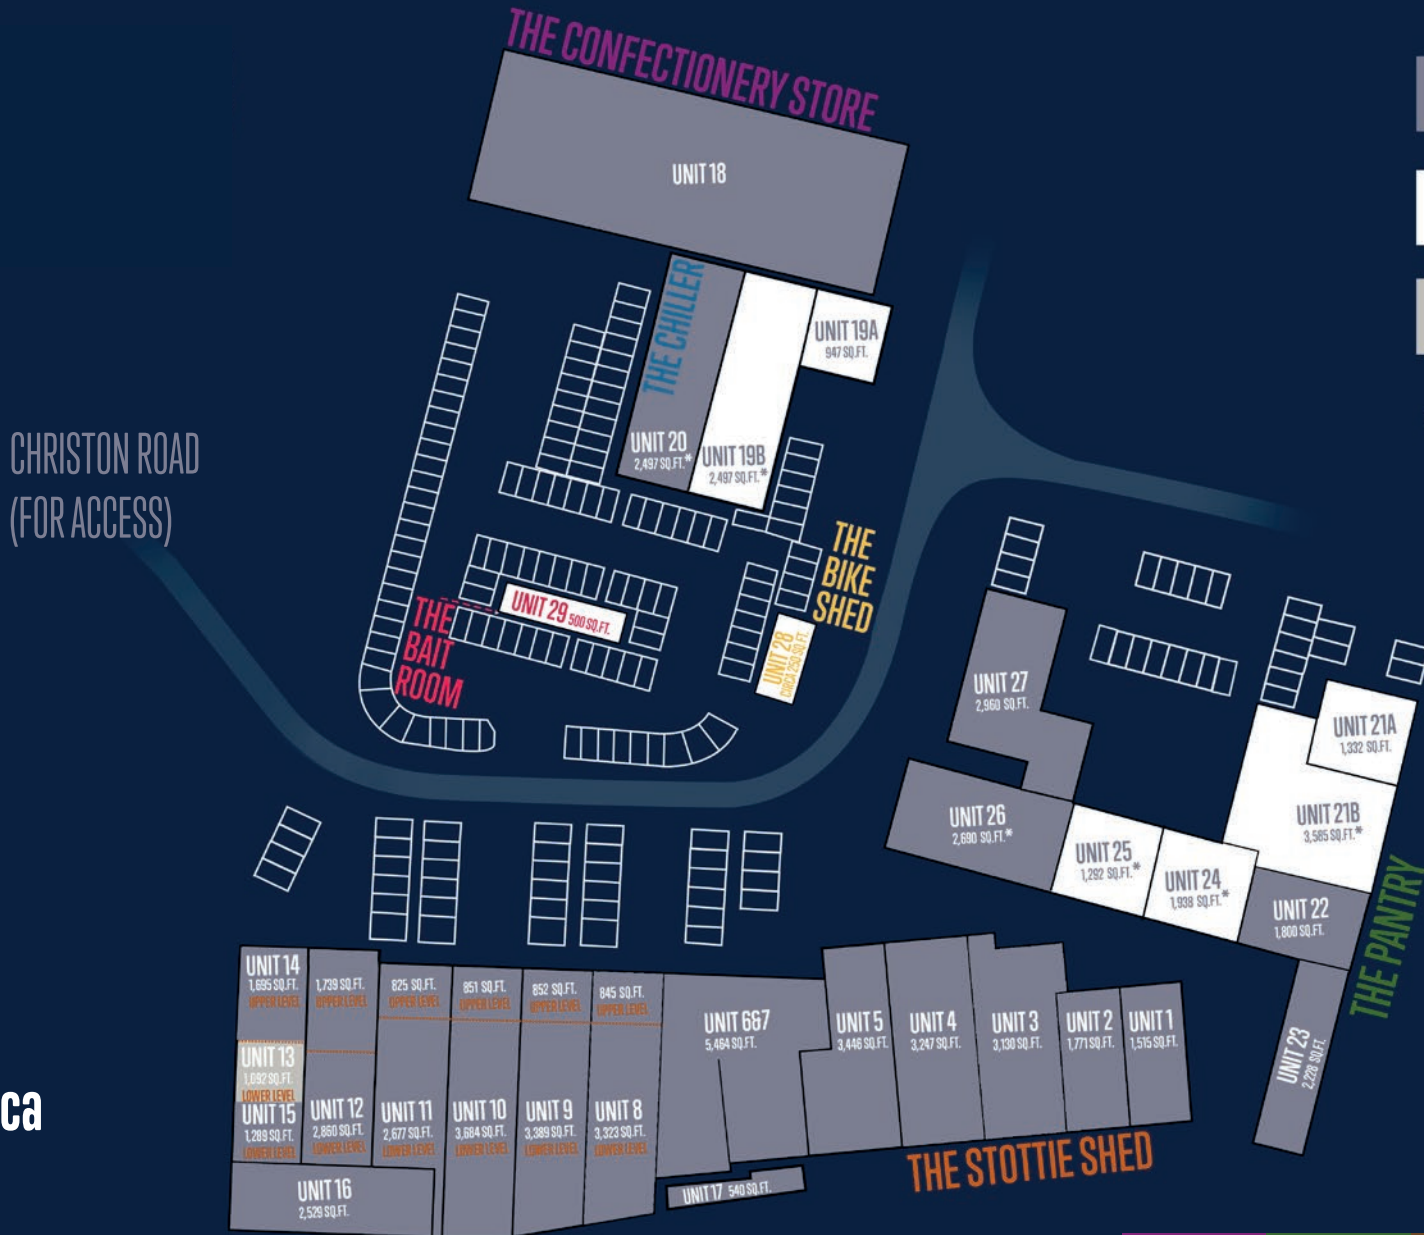 THE CONFECTIONERY STORE
UNIT 18
THE CHILLER
UNIT 19A
947 SQ.FT.
UNIT 20
2,497 SQ.FT.*
UNIT 19B
2,497 SQ.FT.*
CHRISTON ROAD
(FOR ACCESS)
THE
BIKE
SHED
UNIT 29 500 SQ.FT.
THE
BAIT
ROOM
UNIT 28
CIRCA 250 SQ.FT.
UNIT 27
2,960 SQ.FT.
UNIT 21A
1,332 SQ.FT.
UNIT 26
2,690 SQ.FT.*
UNIT 21B
3,585 SQ.FT.*
UNIT 25
1,292 SQ.FT.*
UNIT 24
1,938 SQ.FT.*
UNIT 22
1,800 SQ.FT.
THE PANTRY
UNIT 23
2,228 SQ.FT.
UNIT 14
1,695 SQ.FT.
UPPER LEVEL
1,739 SQ.FT.
UPPER LEVEL
825 SQ.FT.
UPPER LEVEL
851 SQ.FT.
UPPER LEVEL
852 SQ.FT.
UPPER LEVEL
845 SQ.FT.
UPPER LEVEL
UNIT 6&7
5,464 SQ.FT.
UNIT 5
3,446 SQ.FT.
UNIT 4
3,247 SQ.FT.
UNIT 3
3,130 SQ.FT.
UNIT 2
1,771 SQ.FT.
UNIT 1
1,515 SQ.FT.
UNIT 13
1,692 SQ.FT.
LOWER LEVEL
ca
UNIT 15
1,289 SQ.FT.
LOWER LEVEL
UNIT 12
2,860 SQ.FT.
LOWER LEVEL
UNIT 11
2,677 SQ.FT.
LOWER LEVEL
UNIT 10
3,684 SQ.FT.
LOWER LEVEL
UNIT 9
3,389 SQ.FT.
LOWER LEVEL
UNIT 8
3,323 SQ.FT.
LOWER LEVEL
THE STOTTIE SHED
UNIT 16
2,529 SQ.FT.
UNIT 17 540 SQ.FT.